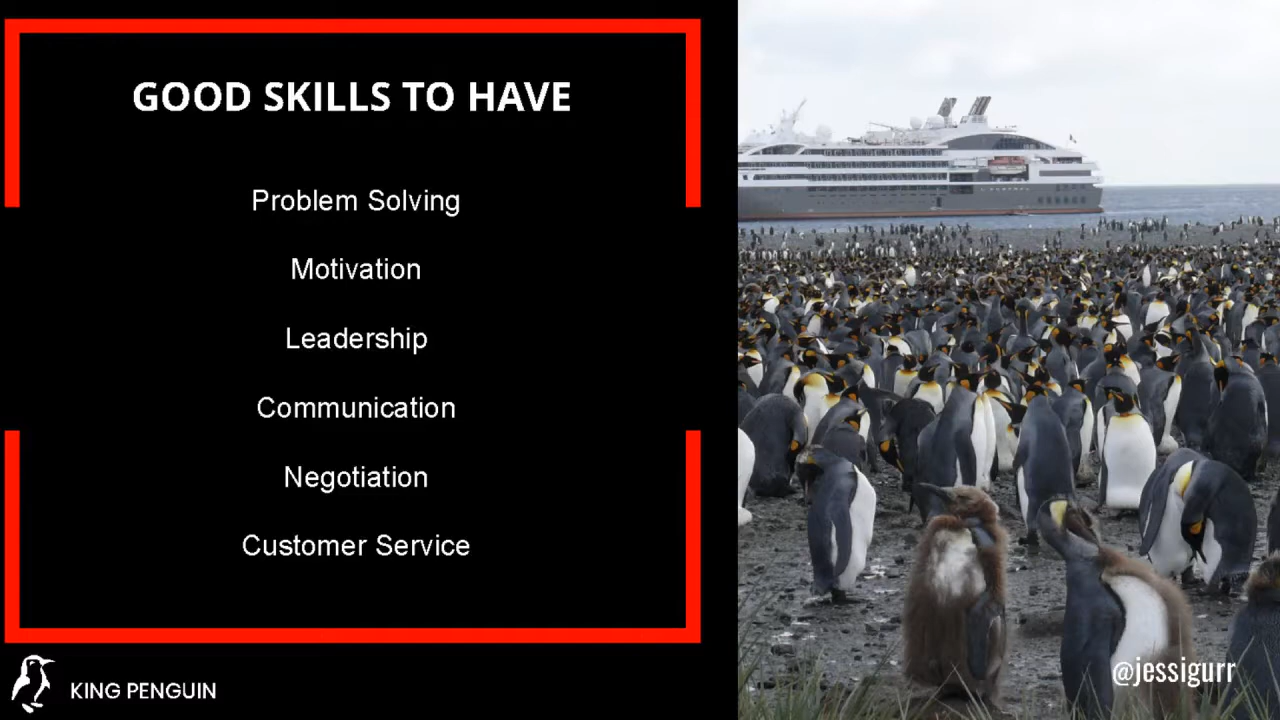 GOOD SKILLS TO HAVE
Problem Solving
Motivation
Leadership
Communication
Negotiation
Customer Service
KING PENGUIN
@jessigurr